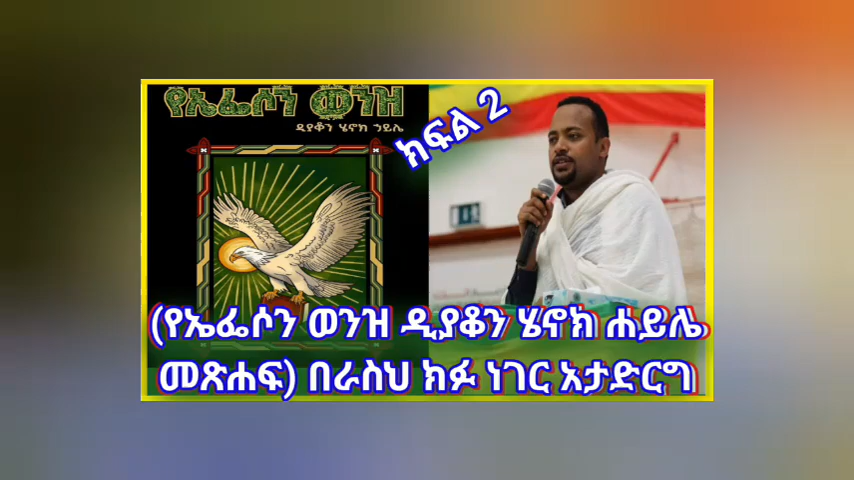 የኤፌሶን ወንዝ
ዲያቆን ሄኖክ ኃይሌ
ክፍል 2
(የኤፌሶን ወንዝ ዲያቆን ሄኖክ ሐይሌ
መጽሐፍ) በራስህ ክፉ ነገር አታድርግ